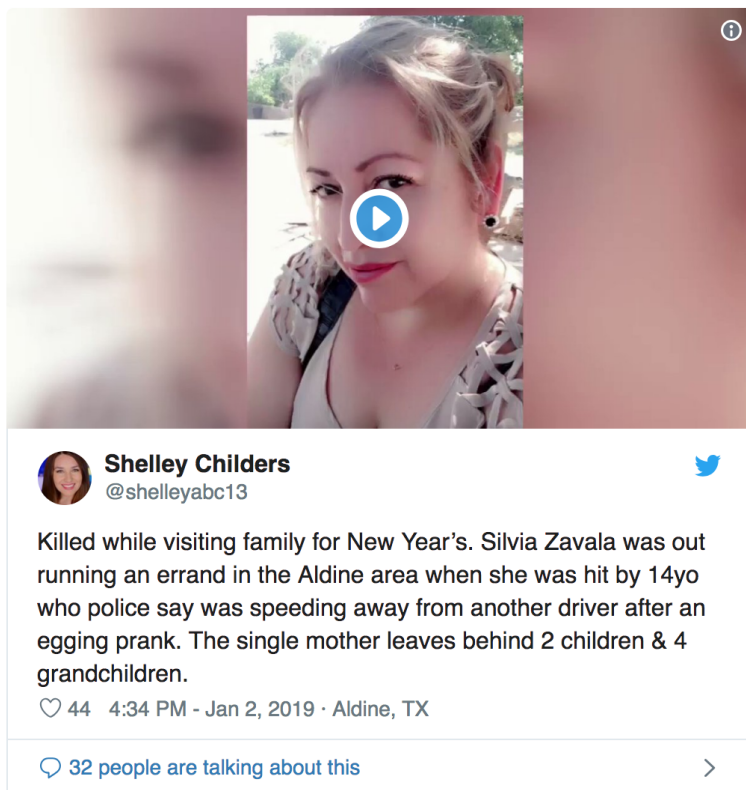 Shelley Childers
@shelleyabc13
Killed while visiting family for New Year’s. Silvia Zavala was out
running an errand in the Aldine area when she was hit by 14yo
who police say was speeding away from another driver after an
egging prank. The single mother leaves behind 2 children & 4
grandchildren.
44 4:34 PM - Jan 2, 2019 · Aldine, TX
32 people are talking about this